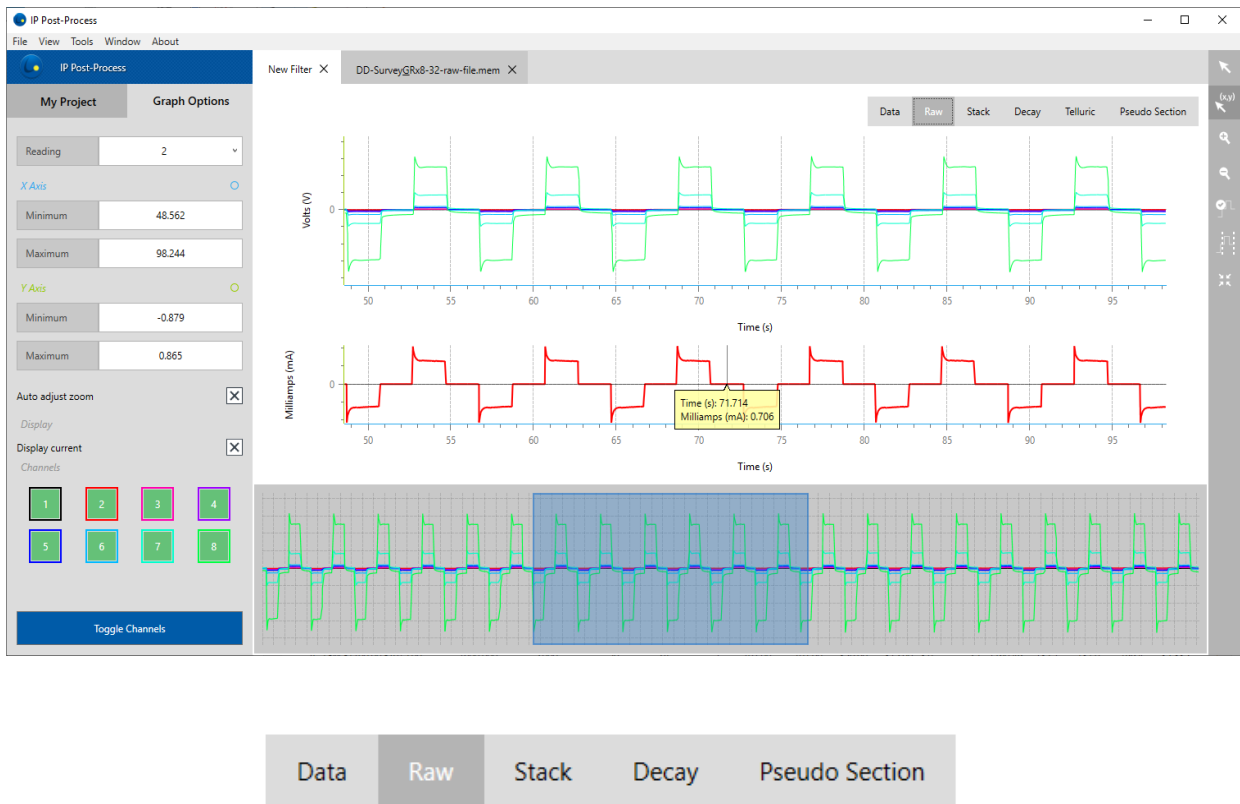 IP Post-Process
File View Tools Window About
IP Post-Process
My Project
Graph Options
Reading
2
X Axis
Minimum
48.562
Maximum
98.244
Y Axis
Minimum
-0.879
Maximum
0.865
Auto adjust zoom
Display
Display current
Channels
1 2 3 4
5 6 7 8
Toggle Channels
New Filter
DD-SurveyGRx8-32-raw-file.mem
Data Raw Stack Decay Telluric Pseudo Section
Volts (V)
0
50 55 60 65 70 75 80 85 90 95
Time (s)
Milliamps (mA)
0
Time (s): 71.714
Milliamps (mA): 0.706
50 55 60 65 70 75 80 85 90 95
Time (s)
(x,y)
Data Raw Stack Decay Pseudo Section